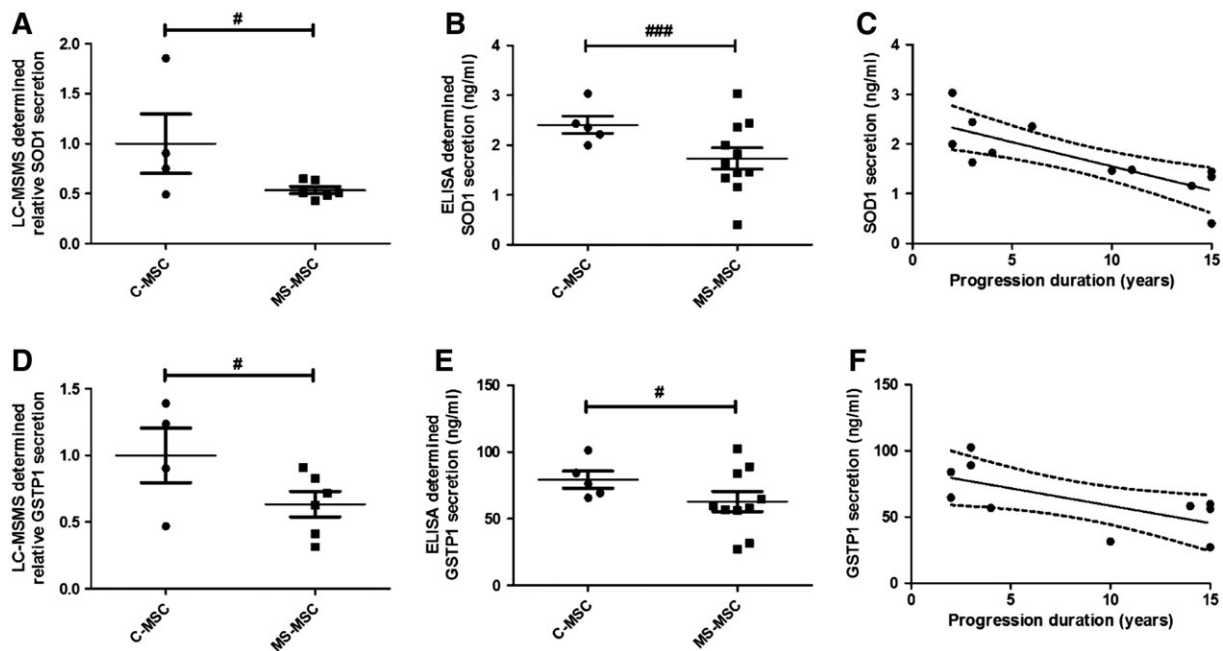 A
#
LC-MSMS determined
relative SOD1 secretion
2.0
1.5
1.0
0.5
0.0
C-MSC
MS-MSC
B
###
ELISA determined
SOD1 secretion (ng/ml)
4
3
2
1
0
C-MSC
MS-MSC
C
SOD1 secretion (ng/ml)
4
3
2
1
0
0 5 10 15
Progression duration (years)
D
#
LC-MSMS determined
relative GSTP1 secretion
1.5
1.0
0.5
0.0
C-MSC
MS-MSC
E
#
ELISA determined
GSTP1 secretion (ng/ml)
150
100
50
0
C-MSC
MS-MSC
F
GSTP1 secretion (ng/ml)
150
100
50
0
0 5 10 15
Progression duration (years)